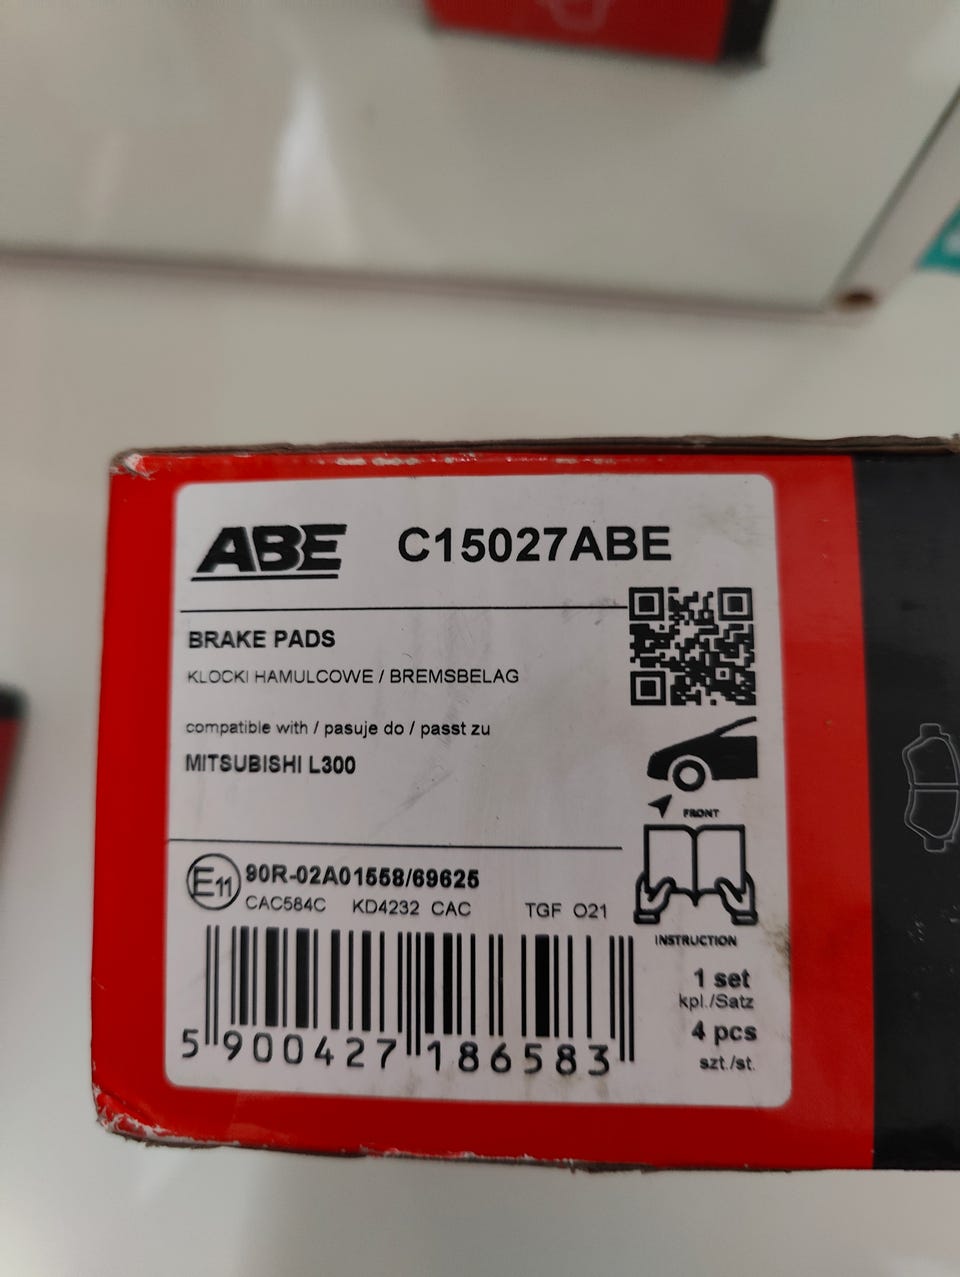 ABE C15027ABE
BRAKE PADS
KLOCKI HAMULCOWE / BREMSBELAG
compatible with / pasuje do / passt zu
MITSUBISHI L300
FRONT
E11 90R-02A01558/69625
CAC584C KD4232 CAC TGF O21
INSTRUCTION
1 set
kpl./Satz
4 pcs
szt./st.
5 900427 186583